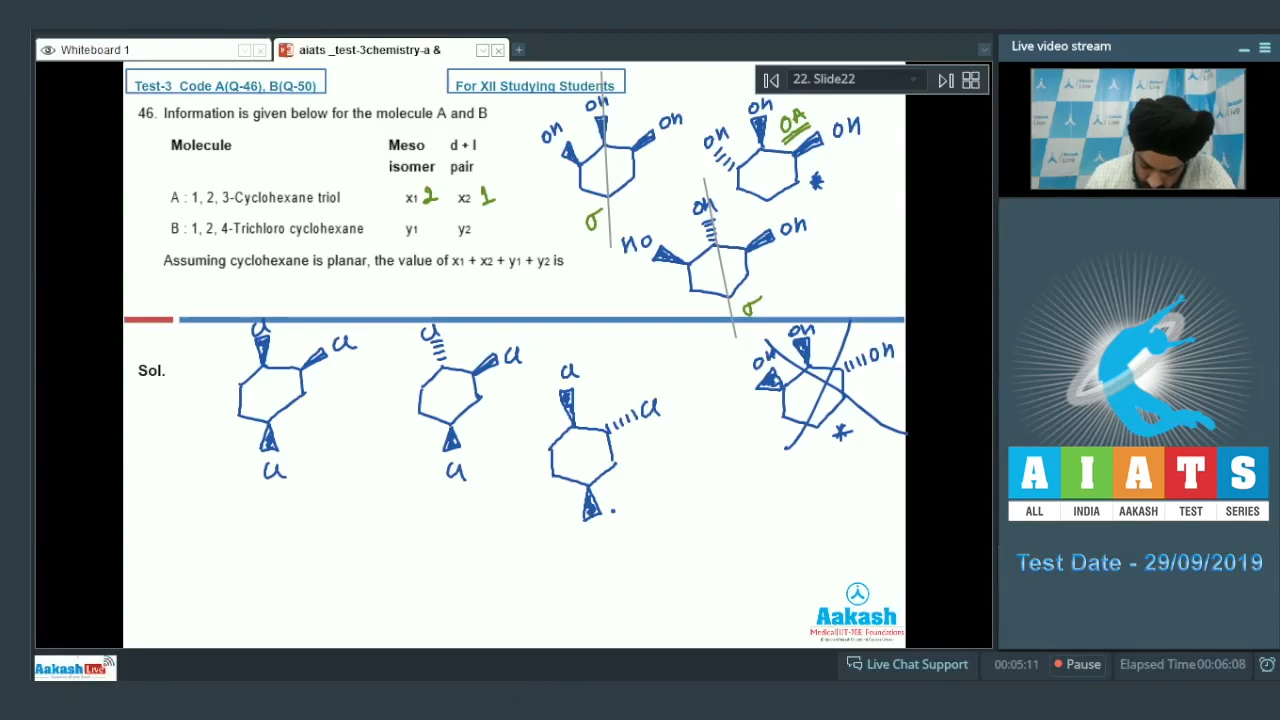 Whiteboard 1
aiats _test-3chemistry-a &
Live video stream
Test-3 Code A(Q-46), B(Q-50)
For XII Studying Students
22. Slide22
46. Information is given below for the molecule A and B
Molecule Meso isomer d + l pair
A : 1, 2, 3-Cyclohexane triol x1 2 x2 1
B : 1, 2, 4-Trichloro cyclohexane y1 y2
Assuming cyclohexane is planar, the value of x1 + x2 + y1 + y2 is
OH OH OH
σ
OH OH OA OH
*
HO OH OH
σ
Sol.
Cl Cl Cl
Cl Cl Cl
Cl Cl
OH OH OH
*
AIATS
ALL INDIA AAKASH TEST SERIES
Test Date - 29/09/2019
Aakash
Medical|IIT-JEE|Foundations
Aakash Live
Live Chat Support
00:05:11
Pause
Elapsed Time 00:06:08